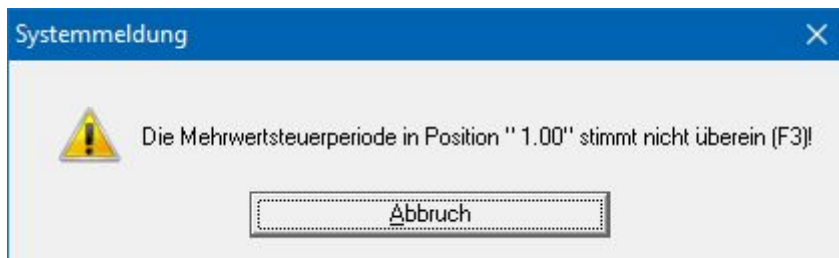 Systemmeldung
Die Mehrwertsteuerperiode in Position " 1.00" stimmt nicht überein (F3)!
Abbruch